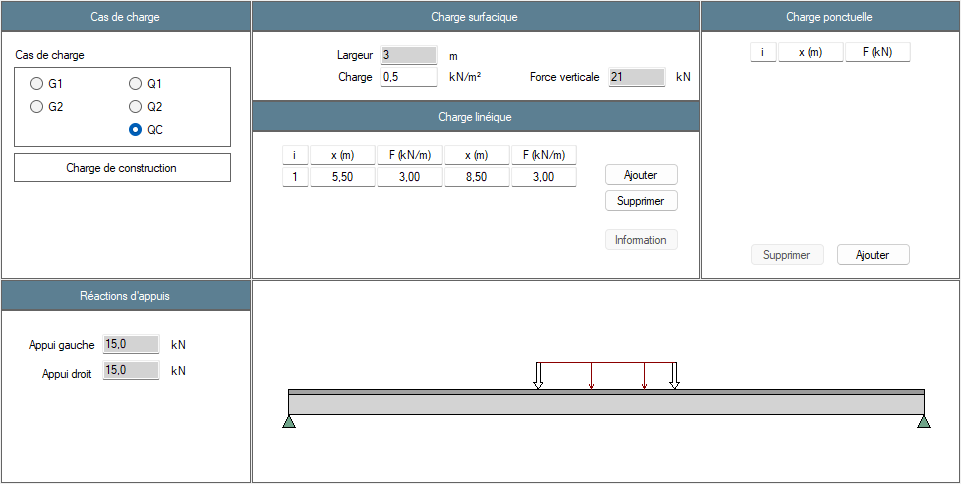 Cas de charge
Cas de charge
G1
Q1
G2
Q2
QC
Charge de construction
Charge surfacique
Largeur 3 m
Charge 0,5 kN/m² Force verticale 21 kN
Charge linéique
i x (m) F (kN/m) x (m) F (kN/m)
1 5,50 3,00 8,50 3,00
Ajouter
Supprimer
Information
Charge ponctuelle
i x (m) F (kN)
Supprimer Ajouter
Réactions d'appuis
Appui gauche 15,0 kN
Appui droit 15,0 kN